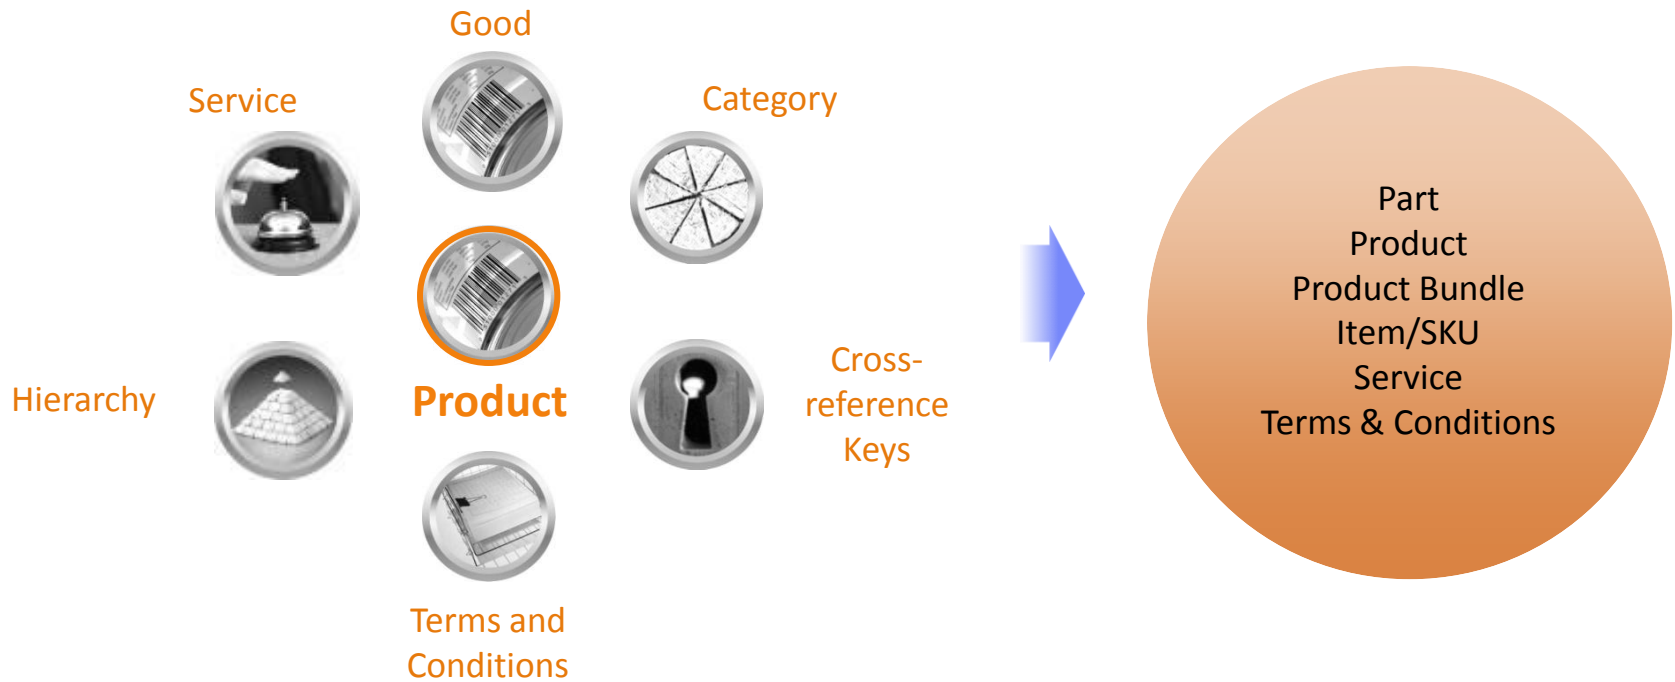 Good
Service
Category
Hierarchy
Product
Cross-
reference
Keys
Terms and
Conditions
Part
Product
Product Bundle
Item/SKU
Service
Terms & Conditions